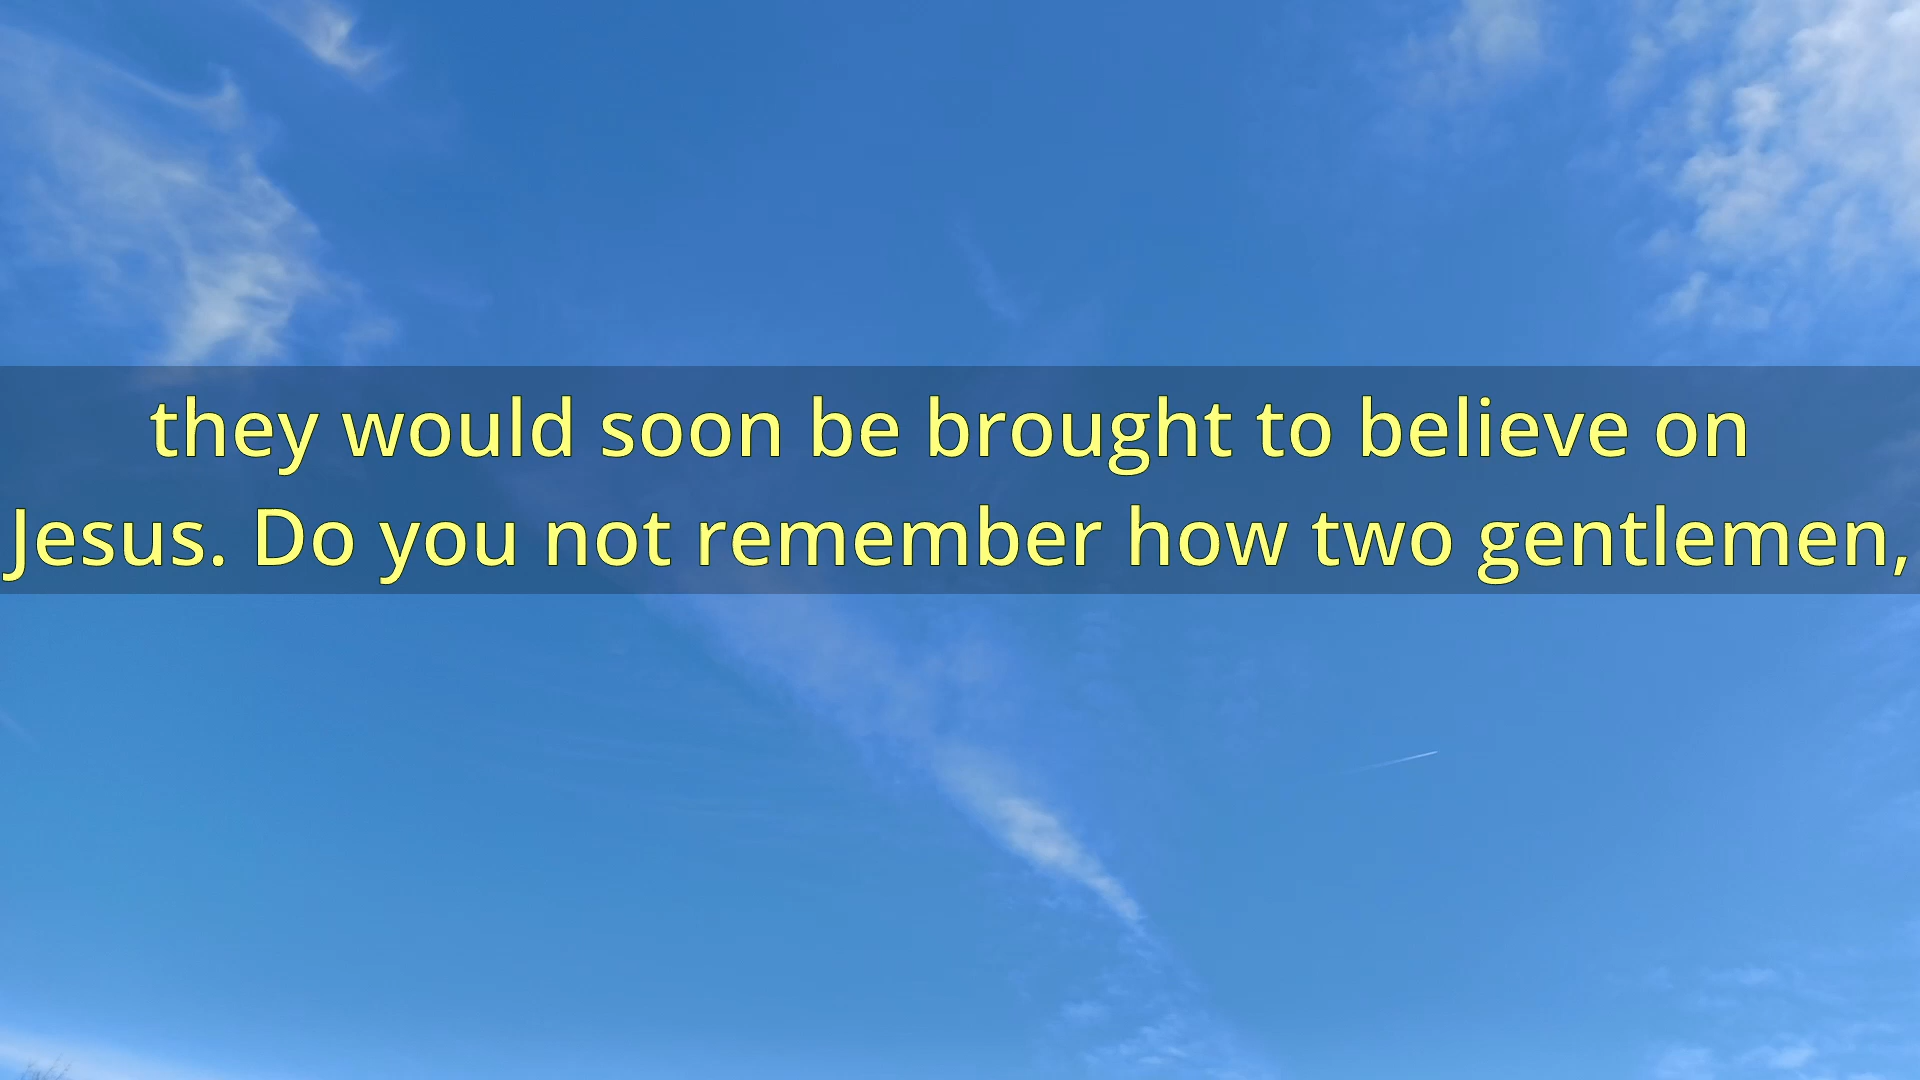 they would soon be brought to believe on
Jesus. Do you not remember how two gentlemen,